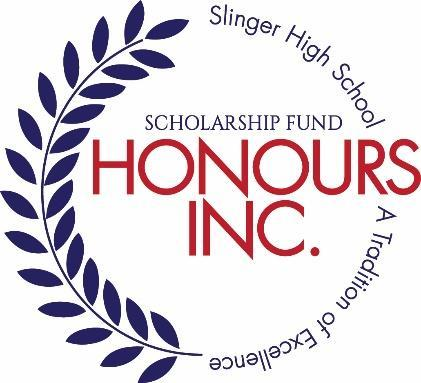 Slinger High School
SCHOLARSHIP FUND
HONOURS
INC.
A Tradition of Excellence